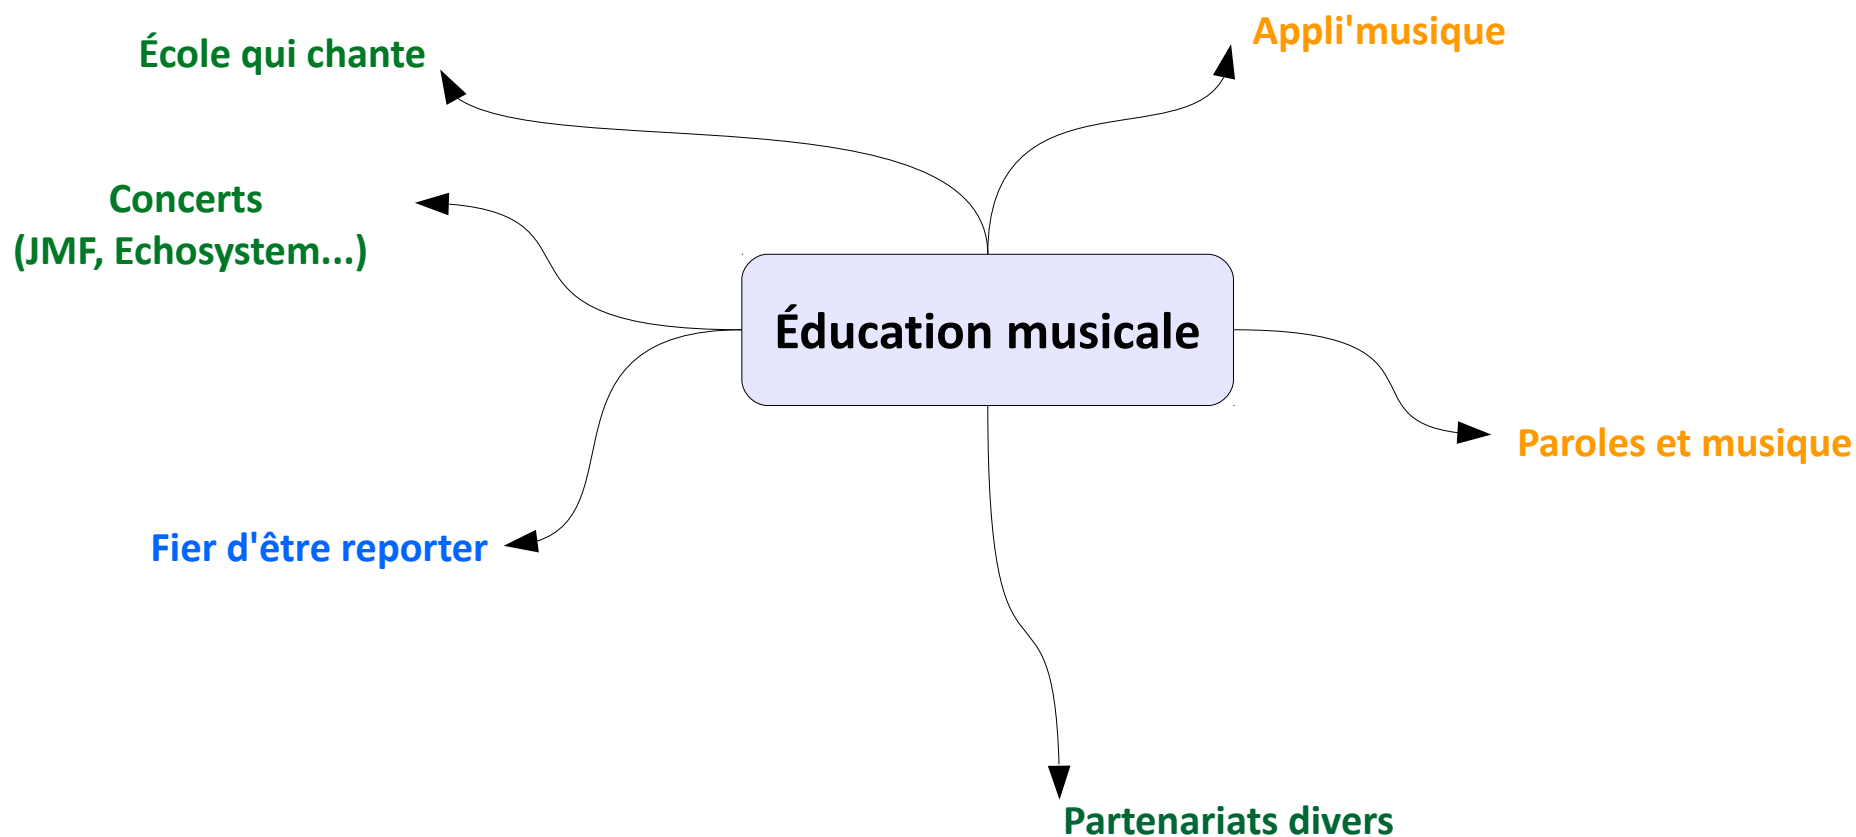 École qui chante
Appli'musique
Concerts
(JMF, Echosystem...)
Éducation musicale
Paroles et musique
Fier d'être reporter
Partenariats divers